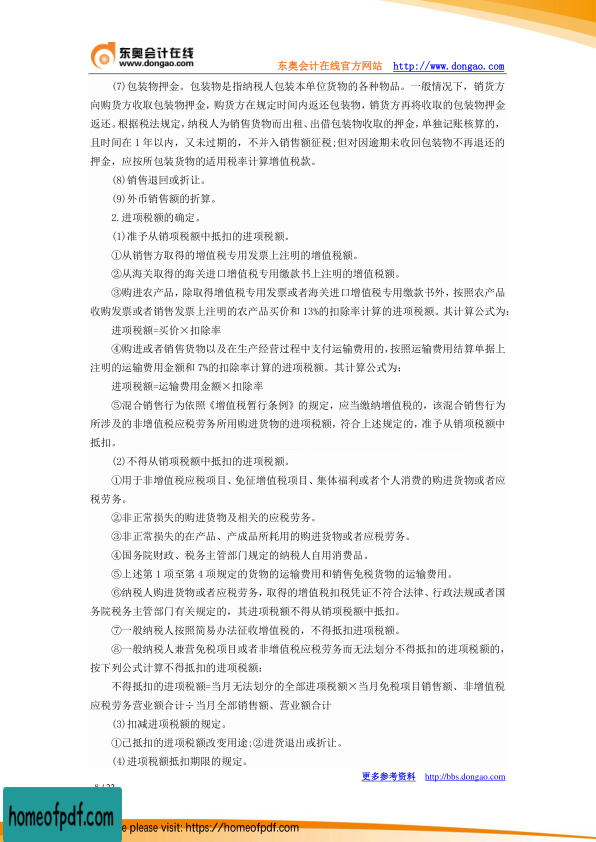 东奥会计在线
www.dongao.com
东奥会计在线官方网站 http://www.dongao.com
(7)包装物押金。包装物是指纳税人包装本单位货物的各种物品。一般情况下，销货方
向购货方收取包装物押金，购货方在规定时间内返还包装物，销货方再将收取的包装物押金
返还。根据税法规定，纳税人为销售货物而出租、出借包装物收取的押金，单独记账核算的，
且时间在 1 年以内，又未过期的，不并入销售额征税;但对因逾期未收回包装物不再退还的
押金，应按所包装货物的适用税率计算增值税款。
(8)销售退回或折让。
(9)外币销售额的折算。
2.进项税额的确定。
(1)准予从销项税额中抵扣的进项税额。
①从销售方取得的增值税专用发票上注明的增值税额。
②从海关取得的海关进口增值税专用缴款书上注明的增值税额。
③购进农产品，除取得增值税专用发票或者海关进口增值税专用缴款书外，按照农产品
收购发票或者销售发票上注明的农产品买价和 13%的扣除率计算的进项税额。其计算公式为:
进项税额=买价×扣除率
④购进或者销售货物以及在生产经营过程中支付运输费用的，按照运输费用结算单据上
注明的运输费用金额和 7%的扣除率计算的进项税额。其计算公式为:
进项税额=运输费用金额×扣除率
⑤混合销售行为依照《增值税暂行条例》的规定，应当缴纳增值税的，该混合销售行为
所涉及的非增值税应税劳务所用购进货物的进项税额，符合上述规定的，准予从销项税额中
抵扣。
(2)不得从销项税额中抵扣的进项税额。
①用于非增值税应税项目、免征增值税项目、集体福利或者个人消费的购进货物或者应
税劳务。
②非正常损失的购进货物及相关的应税劳务。
③非正常损失的在产品、产成品所耗用的购进货物或者应税劳务。
④国务院财政、税务主管部门规定的纳税人自用消费品。
⑤上述第 1 项至第 4 项规定的货物的运输费用和销售免税货物的运输费用。
⑥纳税人购进货物或者应税劳务，取得的增值税扣税凭证不符合法律、行政法规或者国
务院税务主管部门有关规定的，其进项税额不得从销项税额中抵扣。
⑦一般纳税人按照简易办法征收增值税的，不得抵扣进项税额。
⑧一般纳税人兼营免税项目或者非增值税应税劳务而无法划分不得抵扣的进项税额的，
按下列公式计算不得抵扣的进项税额:
不得抵扣的进项税额=当月无法划分的全部进项税额×当月免税项目销售额、非增值税
应税劳务营业额合计÷当月全部销售额、营业额合计
(3)扣减进项税额的规定。
①已抵扣的进项税额改变用途;②进货退出或折让。
(4)进项税额抵扣期限的规定。
更多参考资料 http://bbs.dongao.com
homeofpdf.com
please visit: https://homeofpdf.com